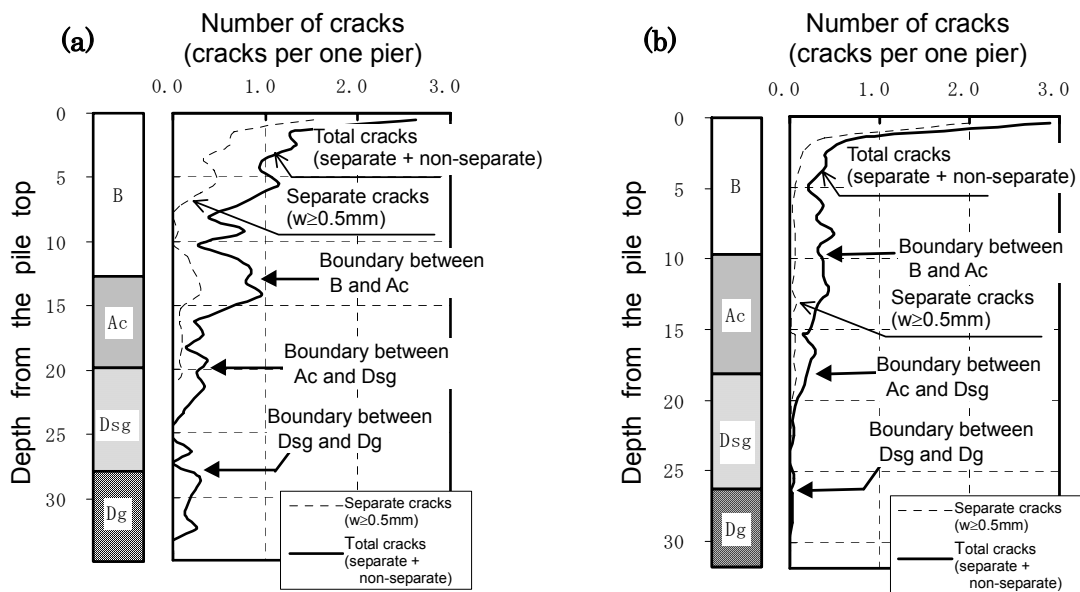 (a)
Number of cracks
(cracks per one pier)
0.0 1.0 2.0 3.0
Depth from the pile top
0
5
10
15
20
25
30
B
Ac
Dsg
Dg
Total cracks
(separate + non-separate)
Separate cracks
(w≥0.5mm)
Boundary between
B and Ac
Boundary between
Ac and Dsg
Boundary between
Dsg and Dg
Separate cracks
(w≥0.5mm)
Total cracks
(separate +
non-separate)
(b)
Number of cracks
(cracks per one pier)
0.0 1.0 2.0 3.0
Depth from the pile top
0
5
10
15
20
25
30
B
Ac
Dsg
Dg
Total cracks
(separate + non-separate)
Boundary between
B and Ac
Separate cracks
(w≥0.5mm)
Boundary between
Ac and Dsg
Boundary between
Dsg and Dg
Separate cracks
(w≥0.5mm)
Total cracks
(separate +
non-separate)